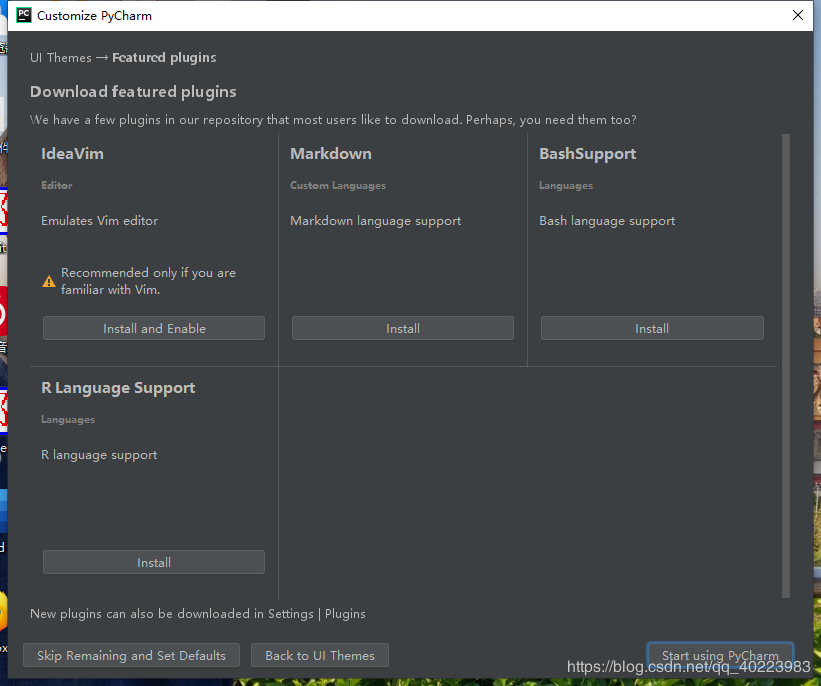 PC Customize PyCharm
UI Themes → Featured plugins
Download featured plugins
We have a few plugins in our repository that most users like to download. Perhaps, you need them too?
IdeaVim
Editor
Emulates Vim editor
Recommended only if you are
familiar with Vim.
Install and Enable
Markdown
Custom Languages
Markdown language support
Install
BashSupport
Languages
Bash language support
Install
R Language Support
Languages
R language support
Install
New plugins can also be downloaded in Settings | Plugins
Skip Remaining and Set Defaults
Back to UI Themes
Start using PyCharm
https://blog.csdn.net/qq_40223983